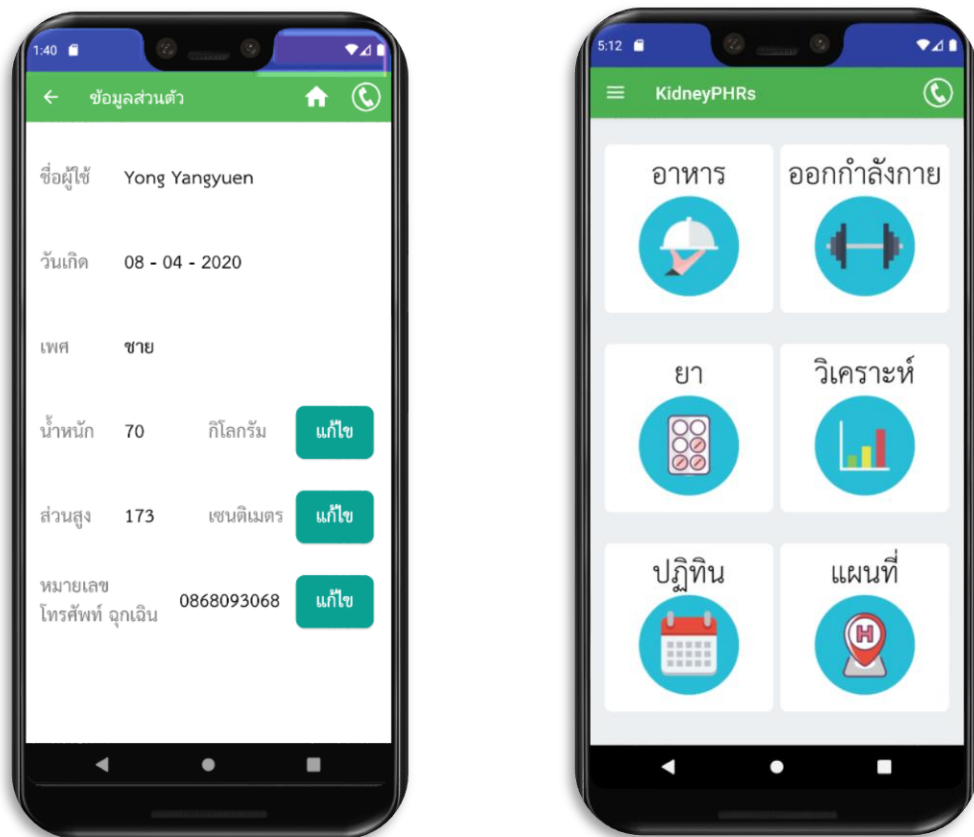 1:40
ข้อมูลส่วนตัว
ชื่อผู้ใช้ Yong Yangyuen
วันเกิด 08 - 04 - 2020
เพศ ชาย
น้ำหนัก 70 กิโลกรัม แก้ไข
ส่วนสูง 173 เซนติเมตร แก้ไข
หมายเลข
โทรศัพท์ ฉุกเฉิน 0868093068 แก้ไข
5:12
KidneyPHRs
อาหาร ออกกำลังกาย
ยา วิเคราะห์
ปฏิทิน แผนที่
H